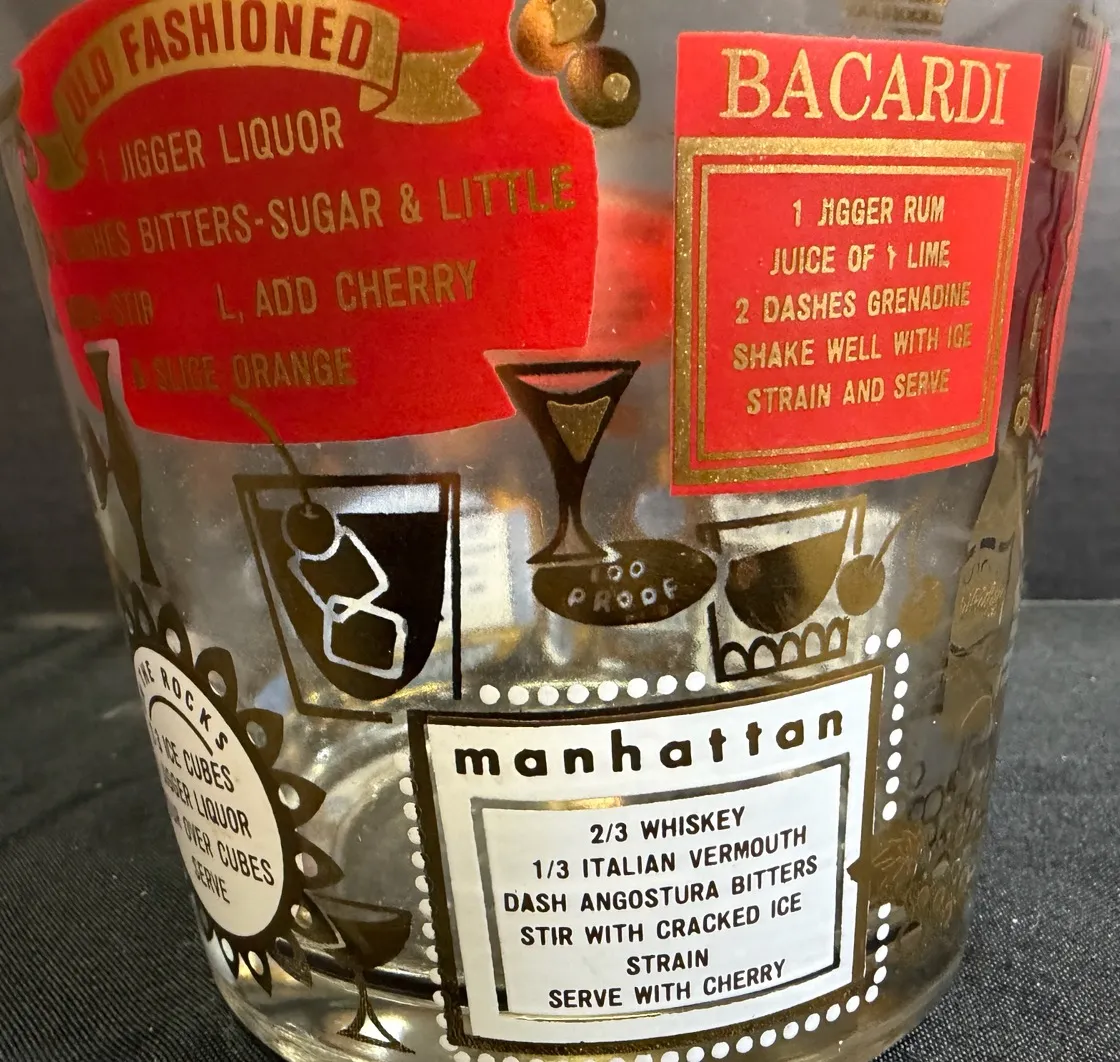 OLD FASHIONED
1 JIGGER LIQUOR
BITTERS-SUGAR & LITTLE
STIR L, ADD CHERRY
SLICE ORANGE
BACARDI
1 JIGGER RUM
JUICE OF 1 LIME
2 DASHES GRENADINE
SHAKE WELL WITH ICE
STRAIN AND SERVE
100
PROOF
THE ROCKS
ICE CUBES
LIQUOR
OVER CUBES
SERVE
manhattan
2/3 WHISKEY
1/3 ITALIAN VERMOUTH
DASH ANGOSTURA BITTERS
STIR WITH CRACKED ICE
STRAIN
SERVE WITH CHERRY